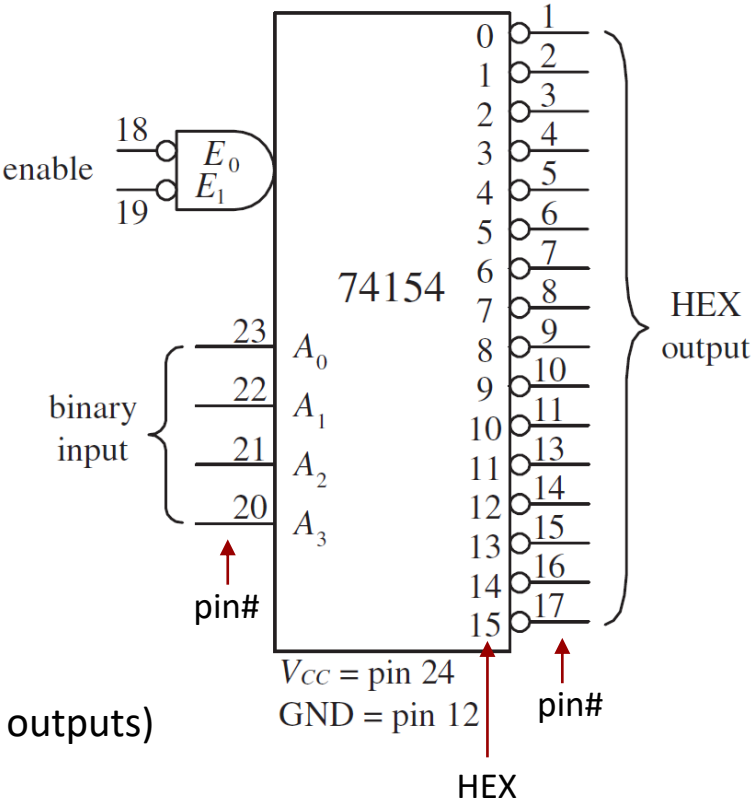 0 1
1 2
18 2 3
enable E0 3 4
E1 4 5
19 5 6
6 7
74154 7 8
HEX
23 A0 8 9
output
9 10
binary 22 A1 10 11
input 21 A2 11 13
12 14
20 A3 13 15
14 16
pin# 15 17
VCC = pin 24
GND = pin 12 pin#
outputs)
HEX